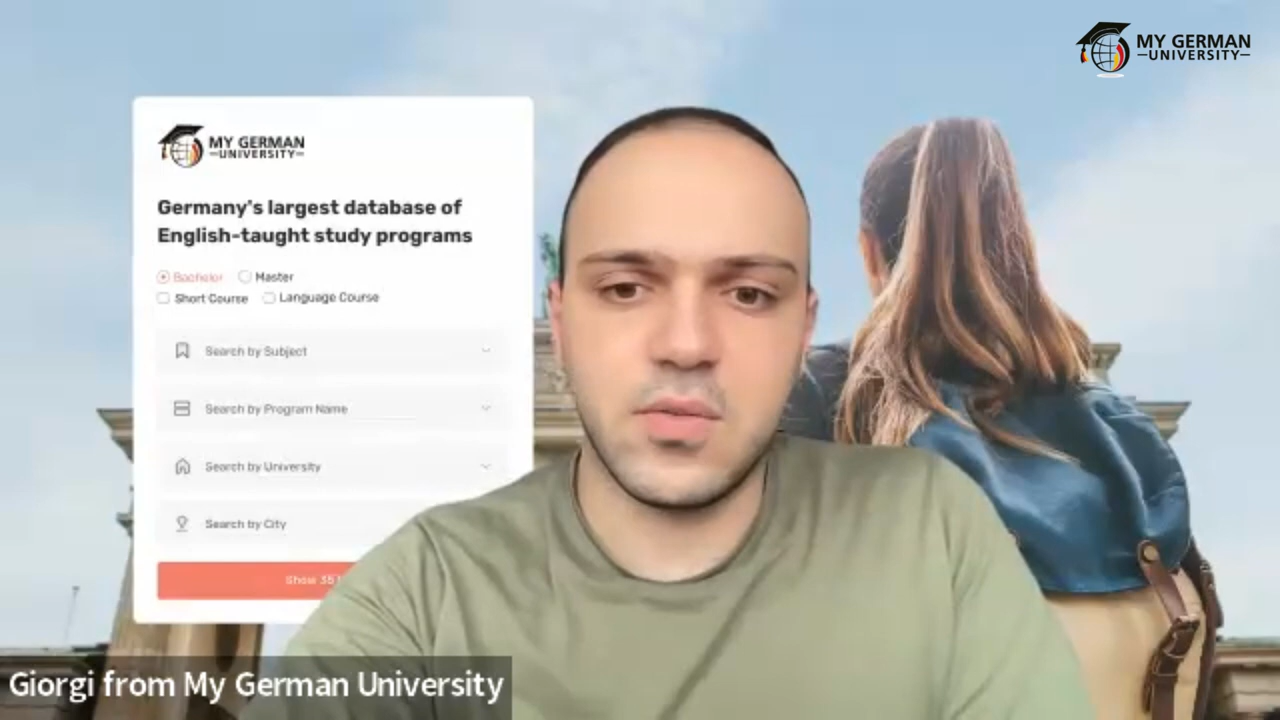 MY GERMAN
UNIVERSITY
MY GERMAN
UNIVERSITY
Germany's largest database of
English-taught study programs
Bachelor Master
Short Course Language Course
Search by Subject
Search by Program Name
Search by University
Search by City
Show 351
Giorgi from My German University